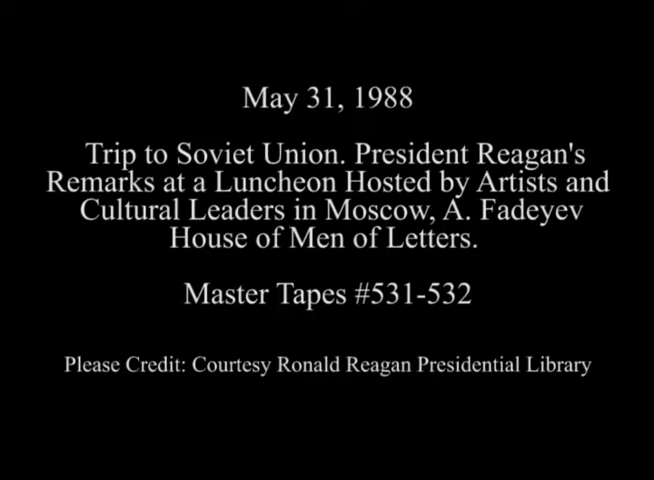 May 31, 1988
Trip to Soviet Union. President Reagan's
Remarks at a Luncheon Hosted by Artists and
Cultural Leaders in Moscow, A. Fadeyev
House of Men of Letters.
Master Tapes #531-532
Please Credit: Courtesy Ronald Reagan Presidential Library